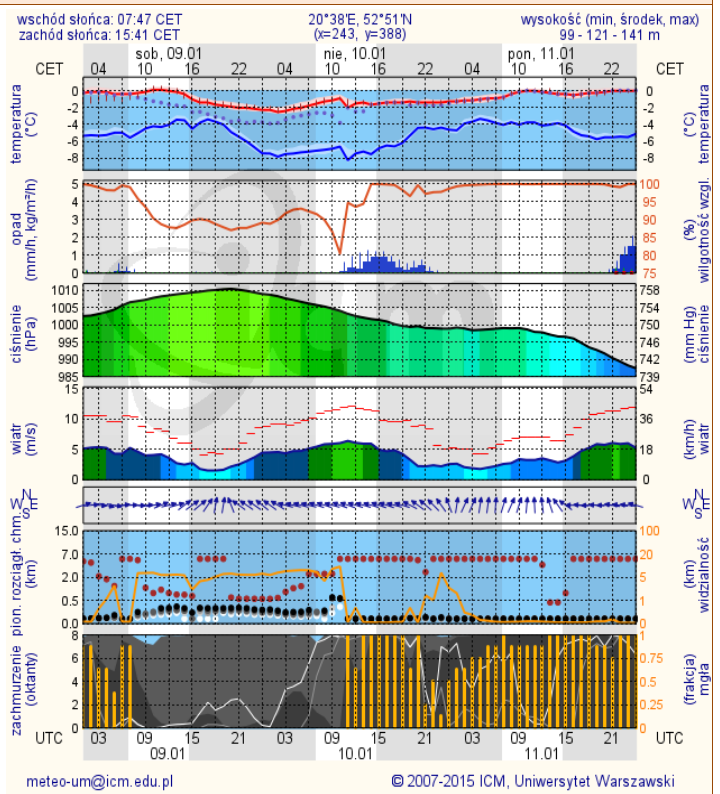 wschód słońca: 07:47 CET 20°38'E, 52°51'N wysokość (min, środek, max)
zachód słońca: 15:41 CET (x=243, y=388) 99 - 121 - 141 m
sob, 09.01 nie, 10.01 pon, 11.01
CET 04 10 16 22 04 10 16 22 04 10 16 22 CET
temperatura (°C)
0 -2 -4 -6 -8
0 -2 -4 -6 -8
(°C) temperatura
opad (mm/h, kg/m²/h)
5 4 3 2 1 0
100 95 90 85 80 75
(%) wilgotność wzgl.
ciśnienie (hPa)
1010 1005 1000 995 990 985
758 754 750 746 742 739
(mm Hg) ciśnienie
wiatr (m/s)
15 10 5 0
54 36 18 0
(km/h) wiatr
N W E S
N W E S
pion. rozciągł. chm. (km)
15.0 7.0 2.0 0.5 0.0
100 20 5 1 0
(km) widzialność
zachmurzenie (oktanty)
8 6 4 2 0
1 0.75 0.5 0.25 0
(frakcja) mgła
UTC 03 09 15 21 03 09 15 21 03 09 15 21 UTC
09.01 10.01 11.01
meteo-um@icm.edu.pl © 2007-2015 ICM, Uniwersytet Warszawski